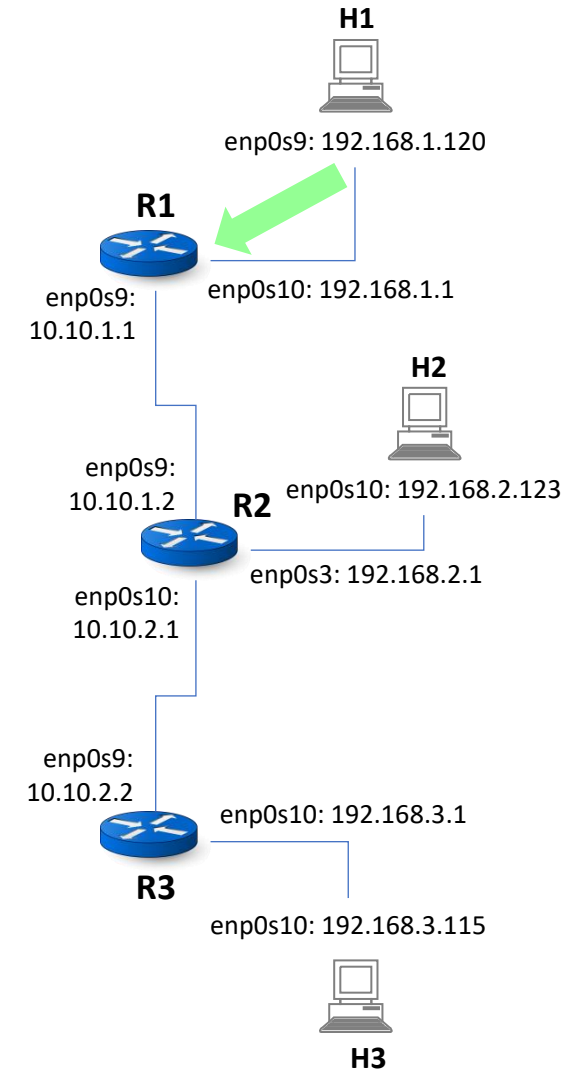 H1
enp0s9: 192.168.1.120
R1
enp0s10: 192.168.1.1
enp0s9:
10.10.1.1
H2
enp0s9:
10.10.1.2
R2
enp0s10: 192.168.2.123
enp0s3: 192.168.2.1
enp0s10:
10.10.2.1
enp0s9:
10.10.2.2
enp0s10: 192.168.3.1
R3
enp0s10: 192.168.3.115
H3